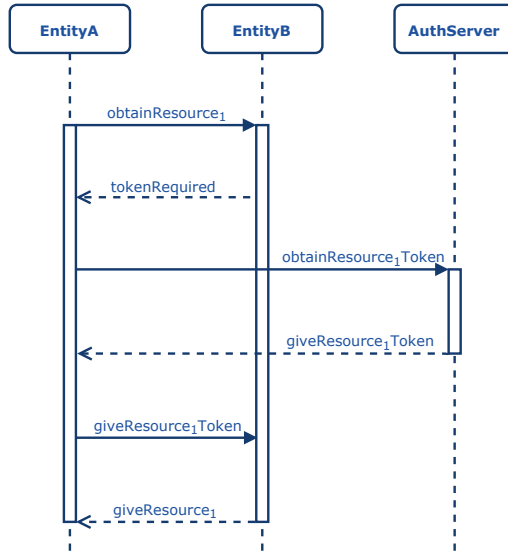 EntityA EntityB AuthServer
obtainResource₁
tokenRequired
obtainResource₁Token
giveResource₁Token
giveResource₁Token
giveResource₁